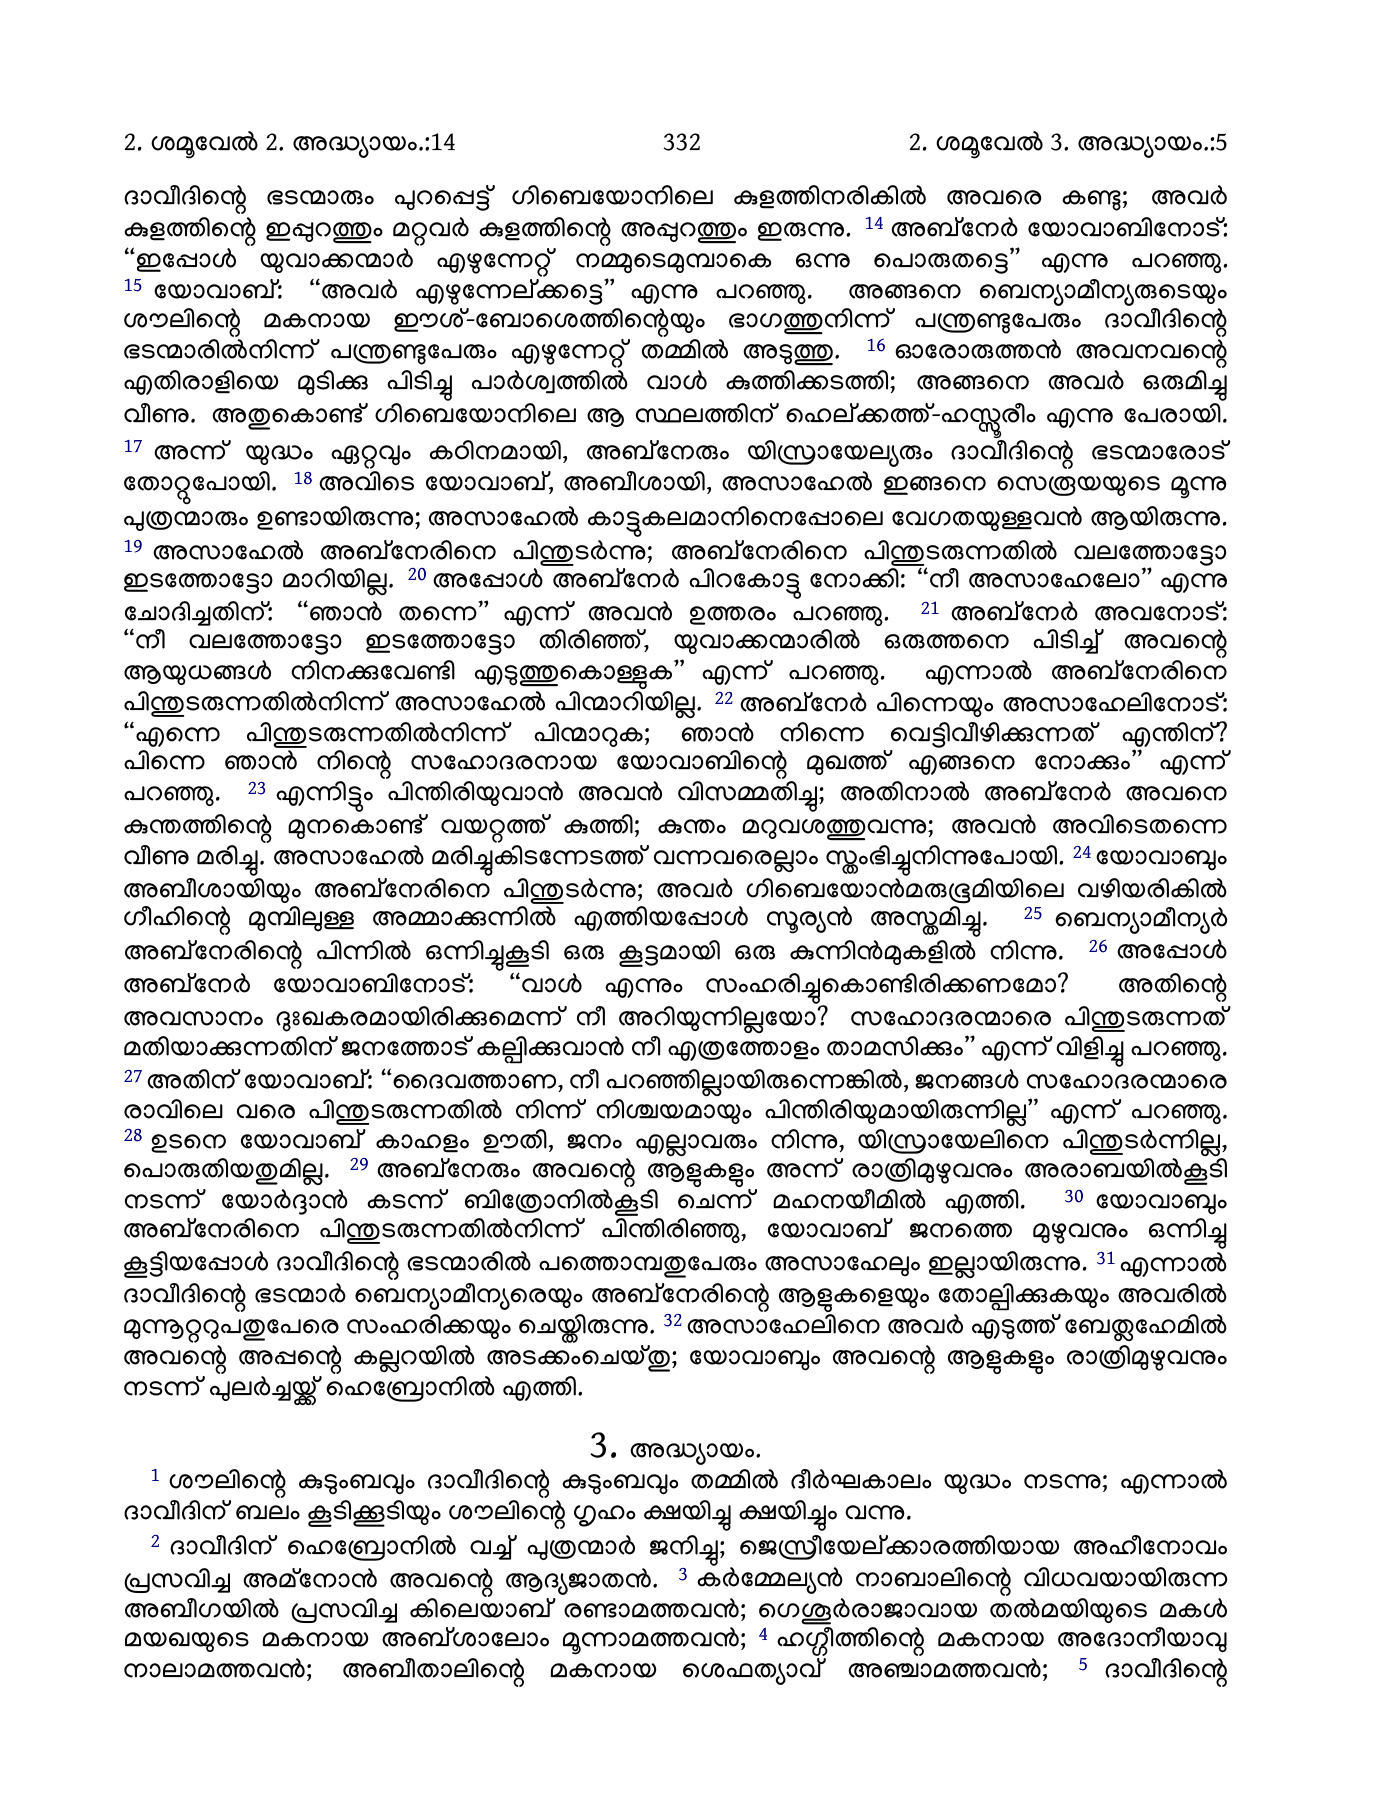 2. ശമൂവേൽ 2. അദ്ധ്യായം.:14 332 2. ശമൂവേൽ 3. അദ്ധ്യായം.:5
ദാവീദിന്റെ ഭടന്മാരും പുറപ്പെട്ട് ഗിബെയോനിലെ കുളത്തിനരികിൽ അവരെ കണ്ടു; അവർ
കുളത്തിന്റെ ഇപ്പുറത്തും മറ്റവർ കുളത്തിന്റെ അപ്പുറത്തും ഇരുന്നു. 14 അബ്നേർ യോവാബിനോട്:
“ഇപ്പോൾ യുവാക്കന്മാർ എഴുന്നേറ്റ് നമ്മുടെമുമ്പാകെ ഒന്നു പൊരുതട്ടെ” എന്നു പറഞ്ഞു.
15 യോവാബ്: “അവർ എഴുന്നേല്ക്കട്ടെ” എന്നു പറഞ്ഞു. അങ്ങനെ ബെന്യാമീന്യരുടെയും
ശൗലിന്റെ മകനായ ഈശ്-ബോശെത്തിന്റെയും ഭാഗത്തുനിന്ന് പന്ത്രണ്ടുപേരും ദാവീദിന്റെ
ഭടന്മാരിൽനിന്ന് പന്ത്രണ്ടുപേരും എഴുന്നേറ്റ് തമ്മിൽ അടുത്തു. 16 ഓരോരുത്തൻ അവനവന്റെ
എതിരാളിയെ മുടിക്കു പിടിച്ചു പാർശ്വത്തിൽ വാൾ കുത്തിക്കടത്തി; അങ്ങനെ അവർ ഒരുമിച്ചു
വീണു. അതുകൊണ്ട് ഗിബെയോനിലെ ആ സ്ഥലത്തിന് ഹെല്ക്കത്ത്-ഹസ്സൂരീം എന്നു പേരായി.
17 അന്ന് യുദ്ധം ഏറ്റവും കഠിനമായി, അബ്നേരും യിസ്രായേല്യരും ദാവീദിന്റെ ഭടന്മാരോട്
തോറ്റുപോയി. 18 അവിടെ യോവാബ്, അബീശായി, അസാഹേൽ ഇങ്ങനെ സെരൂയയുടെ മൂന്നു
പുത്രന്മാരും ഉണ്ടായിരുന്നു; അസാഹേൽ കാട്ടുകലമാനിനെപ്പോലെ വേഗതയുള്ളവൻ ആയിരുന്നു.
19 അസാഹേൽ അബ്നേരിനെ പിന്തുടർന്നു; അബ്നേരിനെ പിന്തുടരുന്നതിൽ വലത്തോട്ടോ
ഇടത്തോട്ടോ മാറിയില്ല. 20 അപ്പോൾ അബ്നേർ പിറകോട്ടു നോക്കി: “നീ അസാഹേലോ” എന്നു
ചോദിച്ചതിന്: “ഞാൻ തന്നെ” എന്ന് അവൻ ഉത്തരം പറഞ്ഞു. 21 അബ്നേർ അവനോട്:
“നീ വലത്തോട്ടോ ഇടത്തോട്ടോ തിരിഞ്ഞ്, യുവാക്കന്മാരിൽ ഒരുത്തനെ പിടിച്ച് അവന്റെ
ആയുധങ്ങൾ നിനക്കുവേണ്ടി എടുത്തുകൊള്ളുക” എന്ന് പറഞ്ഞു. എന്നാൽ അബ്നേരിനെ
പിന്തുടരുന്നതിൽനിന്ന് അസാഹേൽ പിന്മാറിയില്ല. 22 അബ്നേർ പിന്നെയും അസാഹേലിനോട്:
“എന്നെ പിന്തുടരുന്നതിൽനിന്ന് പിന്മാറുക; ഞാൻ നിന്നെ വെട്ടിവീഴിക്കുന്നത് എന്തിന്?
പിന്നെ ഞാൻ നിന്റെ സഹോദരനായ യോവാബിന്റെ മുഖത്ത് എങ്ങനെ നോക്കും” എന്ന്
പറഞ്ഞു. 23 എന്നിട്ടും പിന്തിരിയുവാൻ അവൻ വിസമ്മതിച്ചു; അതിനാൽ അബ്നേർ അവനെ
കുന്തത്തിന്റെ മുനകൊണ്ട് വയറ്റത്ത് കുത്തി; കുന്തം മറുവശത്തുവന്നു; അവൻ അവിടെതന്നെ
വീണു മരിച്ചു. അസാഹേൽ മരിച്ചുകിടന്നേടത്ത് വന്നവരെല്ലാം സ്തംഭിച്ചുനിന്നുപോയി. 24 യോവാബും
അബീശായിയും അബ്നേരിനെ പിന്തുടർന്നു; അവർ ഗിബെയോൻമരുഭൂമിയിലെ വഴിയരികിൽ
ഗീഹിന്റെ മുമ്പിലുള്ള അമ്മാക്കുന്നിൽ എത്തിയപ്പോൾ സൂര്യൻ അസ്തമിച്ചു. 25 ബെന്യാമീന്യർ
അബ്നേരിന്റെ പിന്നിൽ ഒന്നിച്ചുകൂടി ഒരു കൂട്ടമായി ഒരു കുന്നിൻമുകളിൽ നിന്നു. 26 അപ്പോൾ
അബ്നേർ യോവാബിനോട്: “വാൾ എന്നും സംഹരിച്ചുകൊണ്ടിരിക്കണമോ? അതിന്റെ
അവസാനം ദുഃഖകരമായിരിക്കുമെന്ന് നീ അറിയുന്നില്ലയോ? സഹോദരന്മാരെ പിന്തുടരുന്നത്
മതിയാക്കുന്നതിന് ജനത്തോട് കല്പിക്കുവാൻ നീ എത്രത്തോളം താമസിക്കും” എന്ന് വിളിച്ചു പറഞ്ഞു.
27 അതിന് യോവാബ്: “ദൈവത്താണ, നീ പറഞ്ഞില്ലായിരുന്നെങ്കിൽ, ജനങ്ങൾ സഹോദരന്മാരെ
രാവിലെ വരെ പിന്തുടരുന്നതിൽ നിന്ന് നിശ്ചയമായും പിന്തിരിയുമായിരുന്നില്ല” എന്ന് പറഞ്ഞു.
28 ഉടനെ യോവാബ് കാഹളം ഊതി, ജനം എല്ലാവരും നിന്നു, യിസ്രായേലിനെ പിന്തുടർന്നില്ല,
പൊരുതിയതുമില്ല. 29 അബ്നേരും അവന്റെ ആളുകളും അന്ന് രാത്രിമുഴുവനും അരാബയിൽകൂടി
നടന്ന് യോർദ്ദാൻ കടന്ന് ബിത്രോനിൽകൂടി ചെന്ന് മഹനയീമിൽ എത്തി. 30 യോവാബും
അബ്നേരിനെ പിന്തുടരുന്നതിൽനിന്ന് പിന്തിരിഞ്ഞു, യോവാബ് ജനത്തെ മുഴുവനും ഒന്നിച്ചു
കൂട്ടിയപ്പോൾ ദാവീദിന്റെ ഭടന്മാരിൽ പത്തൊമ്പതുപേരും അസാഹേലും ഇല്ലായിരുന്നു. 31 എന്നാൽ
ദാവീദിന്റെ ഭടന്മാർ ബെന്യാമീന്യരെയും അബ്നേരിന്റെ ആളുകളെയും തോല്പിക്കുകയും അവരിൽ
മുന്നൂറ്ററുപതുപേരെ സംഹരിക്കയും ചെയ്തിരുന്നു. 32 അസാഹേലിനെ അവർ എടുത്ത് ബേത്ലഹേമിൽ
അവന്റെ അപ്പന്റെ കല്ലറയിൽ അടക്കംചെയ്തു; യോവാബും അവന്റെ ആളുകളും രാത്രിമുഴുവനും
നടന്ന് പുലർച്ചയ്ക്ക് ഹെബ്രോനിൽ എത്തി.
3. അദ്ധ്യായം.
1 ശൗലിന്റെ കുടുംബവും ദാവീദിന്റെ കുടുംബവും തമ്മിൽ ദീർഘകാലം യുദ്ധം നടന്നു; എന്നാൽ
ദാവീദിന് ബലം കൂടിക്കൂടിയും ശൗലിന്റെ ഗൃഹം ക്ഷയിച്ചു ക്ഷയിച്ചും വന്നു.
2 ദാവീദിന് ഹെബ്രോനിൽ വച്ച് പുത്രന്മാർ ജനിച്ചു; ജെസ്രീയേല്ക്കാരത്തിയായ അഹീനോവം
പ്രസവിച്ച അമ്നോൻ അവന്റെ ആദ്യജാതൻ. 3 കർമ്മേല്യൻ നാബാലിന്റെ വിധവയായിരുന്ന
അബീഗയിൽ പ്രസവിച്ച കിലെയാബ് രണ്ടാമത്തവൻ; ഗെശൂർരാജാവായ തൽമയിയുടെ മകൾ
മയഖയുടെ മകനായ അബ്ശാലോം മൂന്നാമത്തവൻ; 4 ഹഗ്ഗീത്തിന്റെ മകനായ അദോനീയാവു
നാലാമത്തവൻ; അബീതാലിന്റെ മകനായ ശെഫത്യാവ് അഞ്ചാമത്തവൻ; 5 ദാവീദിന്റെ